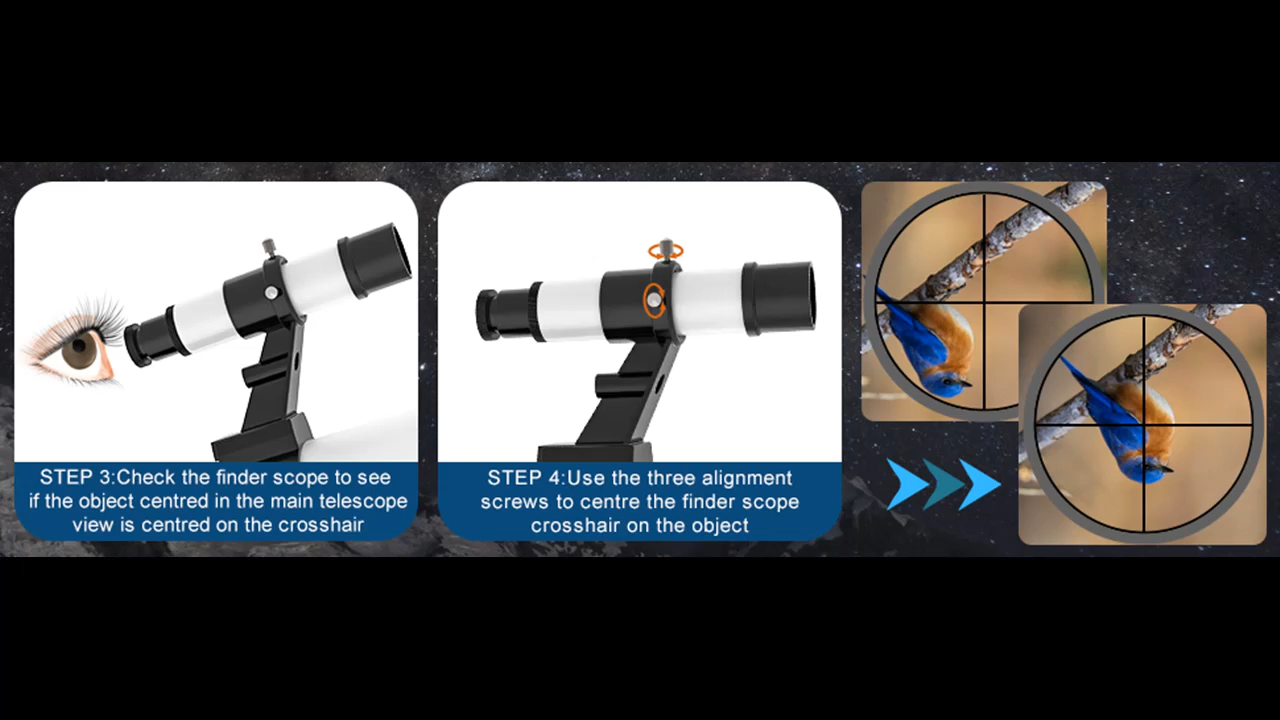 STEP 3:Check the finder scope to see
if the object centred in the main telescope
view is centred on the crosshair
STEP 4:Use the three alignment
screws to centre the finder scope
crosshair on the object